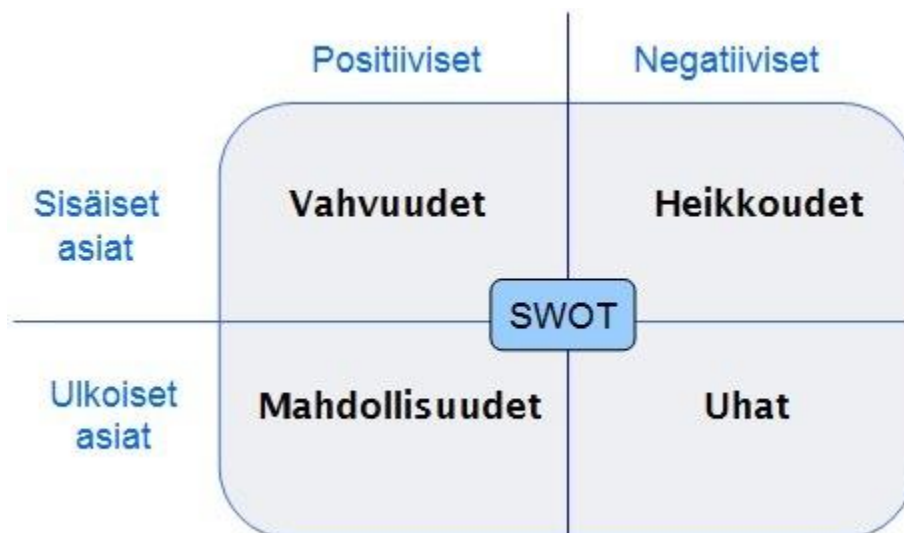 Positiiviset
Negatiiviset
Sisäiset
asiat
Vahvuudet
Heikkoudet
SWOT
Ulkoiset
asiat
Mahdollisuudet
Uhat